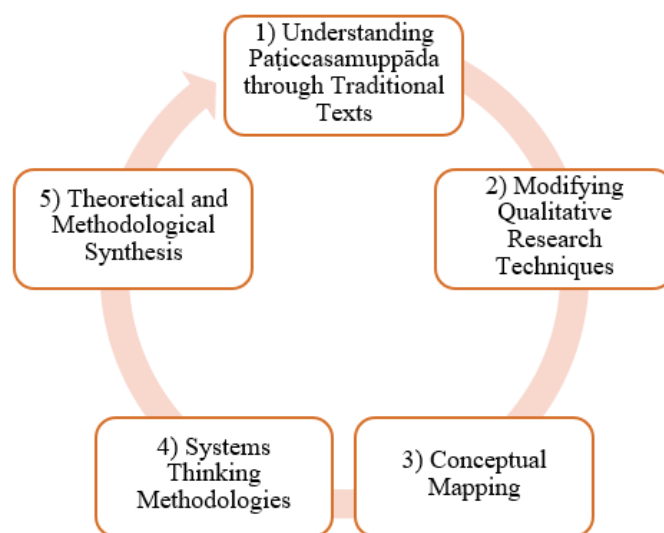 1) Understanding
Paṭiccasamuppāda
through Traditional
Texts
2) Modifying
Qualitative
Research
Techniques
3) Conceptual
Mapping
4) Systems
Thinking
Methodologies
5) Theoretical and
Methodological
Synthesis